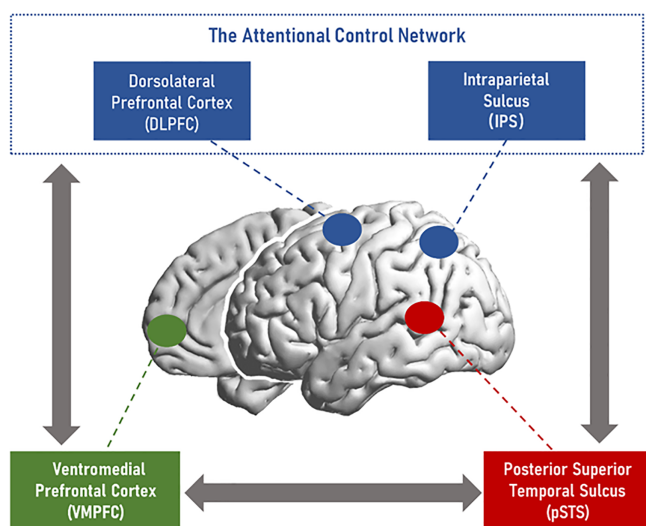 The Attentional Control Network
Dorsolateral
Prefrontal Cortex
(DLPFC)
Intraparietal
Sulcus
(IPS)
Ventromedial
Prefrontal Cortex
(VMPFC)
Posterior Superior
Temporal Sulcus
(pSTS)